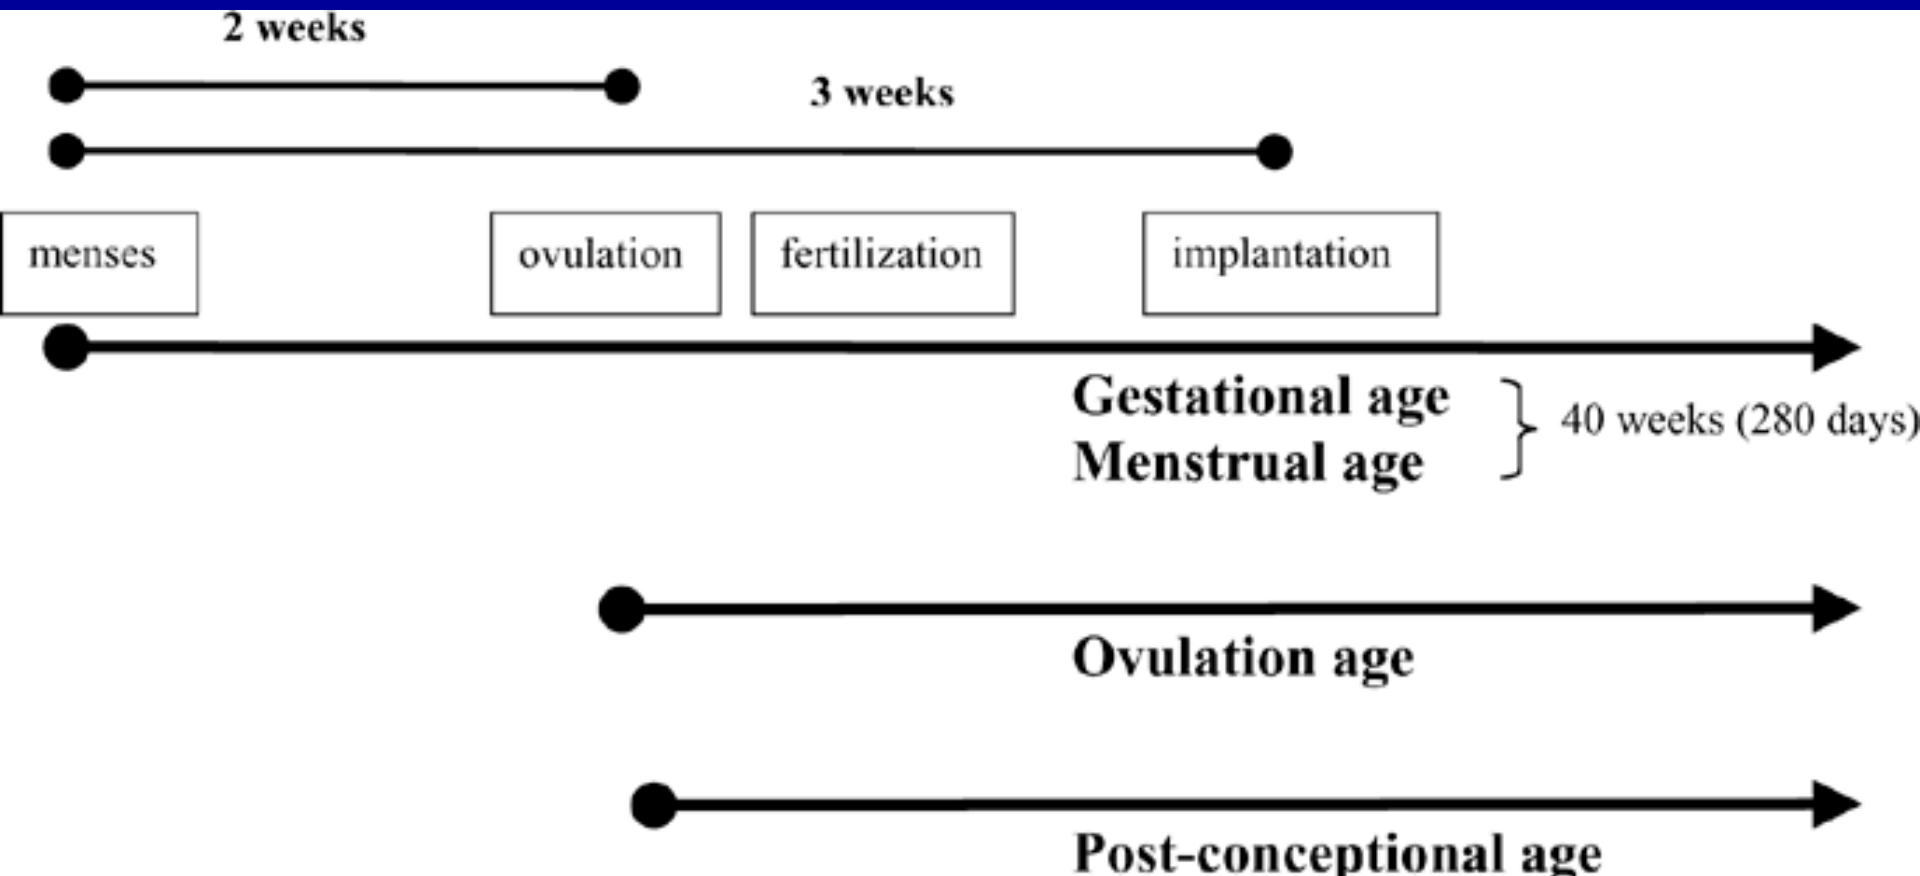 2 weeks
3 weeks
menses
ovulation
fertilization
implantation
Gestational age
Menstrual age
40 weeks (280 days)
Ovulation age
Post-conceptional age